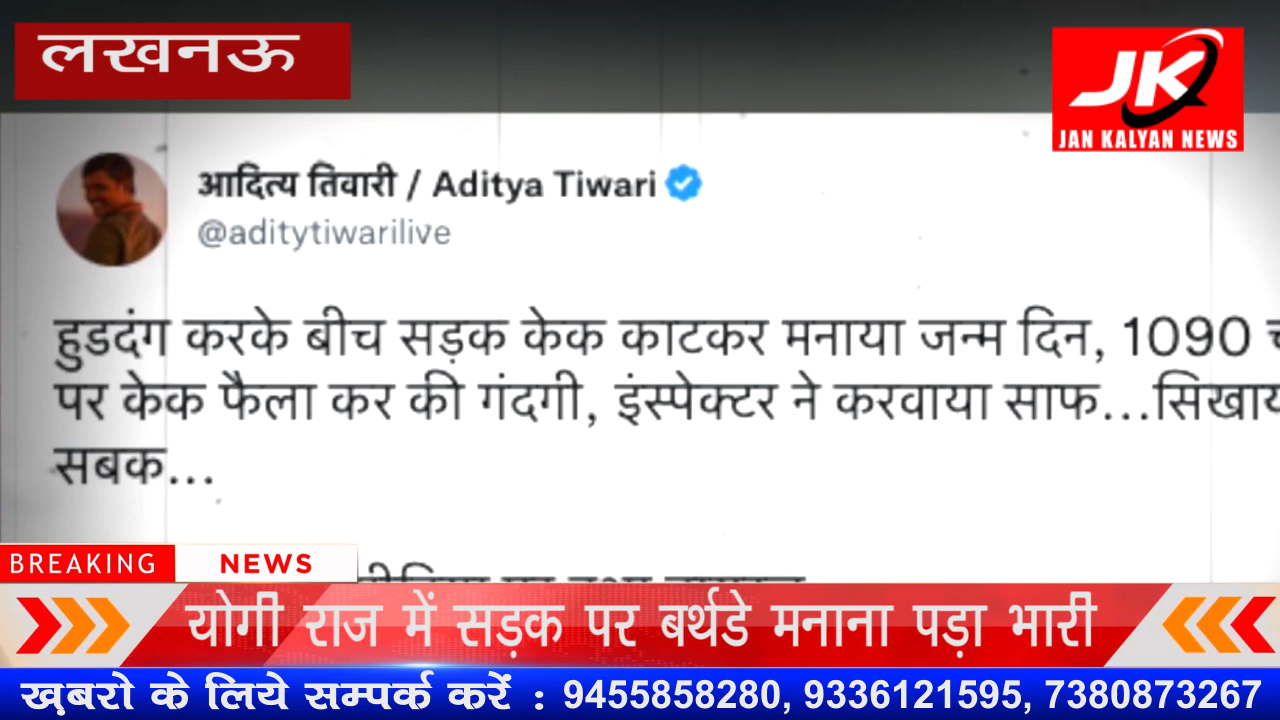 लखनऊ
JK
JAN KALYAN NEWS
आदित्य तिवारी / Aditya Tiwari
@aditytiwarilive
हुडदंग करके बीच सड़क केक काटकर मनाया जन्म दिन, 1090
पर केक फैला कर की गंदगी, इंस्पेक्टर ने करवाया साफ...
सबक...
BREAKING NEWS
योगी राज में सड़क पर बर्थडे मनाना पड़ा भारी
ख़बरो के लिये सम्पर्क करें : 9455858280, 9336121595, 7380873267